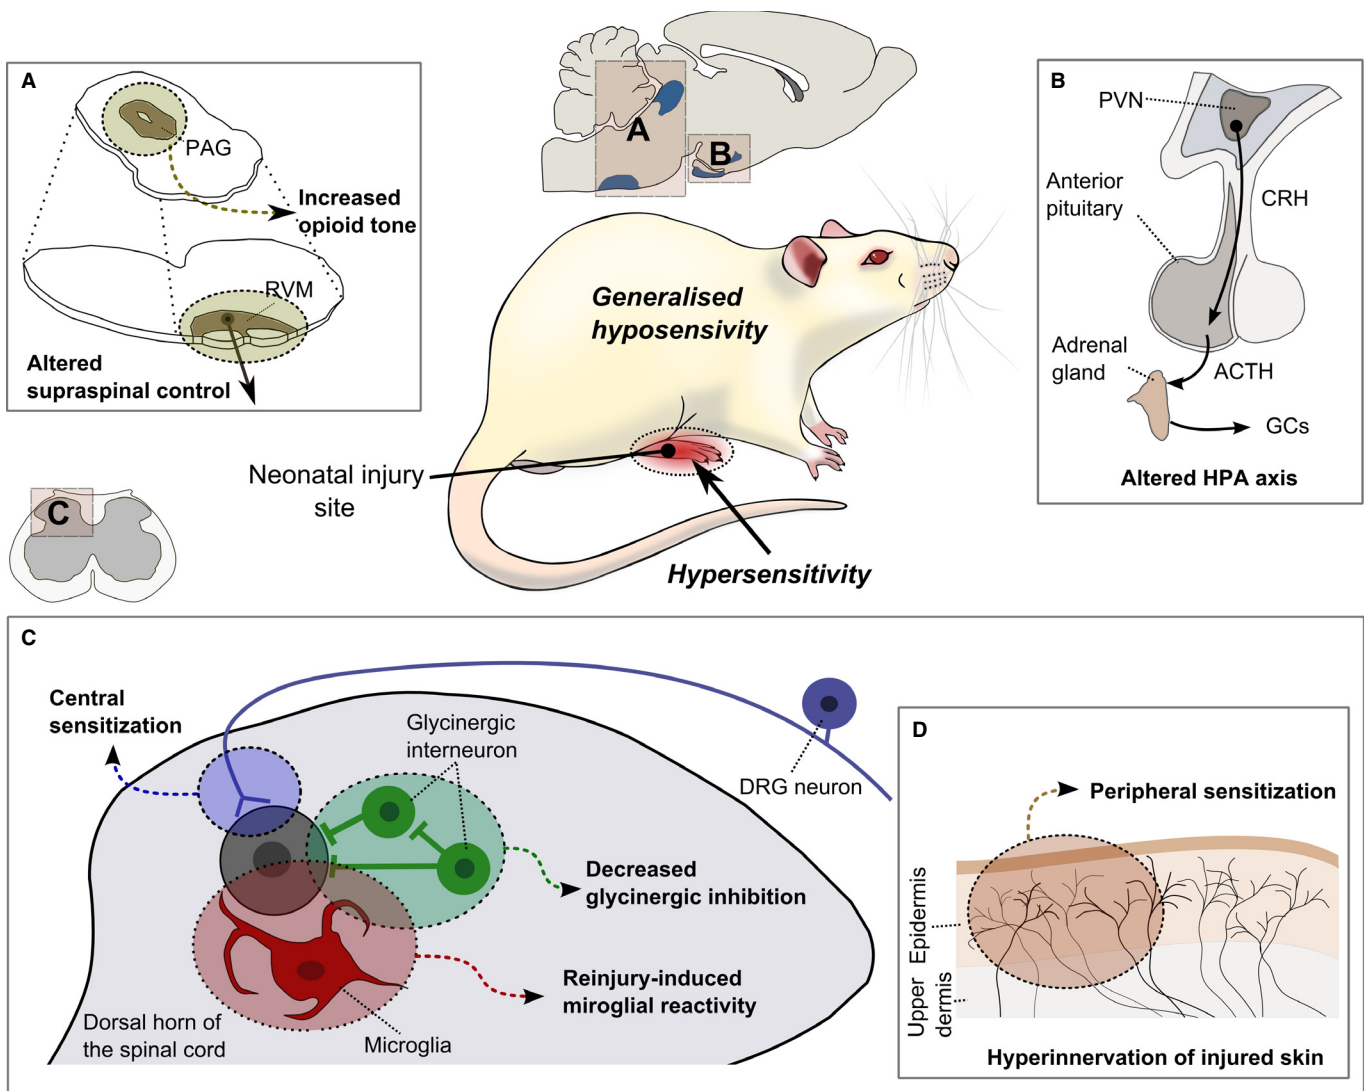 A
PAG
Increased
opioid tone
RVM
Altered
supraspinal control
A
B
Generalised
hyposensivity
Neonatal injury
site
Hypersensitivity
B
PVN
Anterior
pituitary
CRH
Adrenal
gland
ACTH
GCs
Altered HPA axis
C
C
Central
sensitization
Glycinergic
interneuron
DRG neuron
Decreased
glycinergic inhibition
Reinjury-induced
miroglial reactivity
Dorsal horn of
the spinal cord
Microglia
D
Peripheral sensitization
Epidermis
Upper
dermis
Hyperinnervation of injured skin